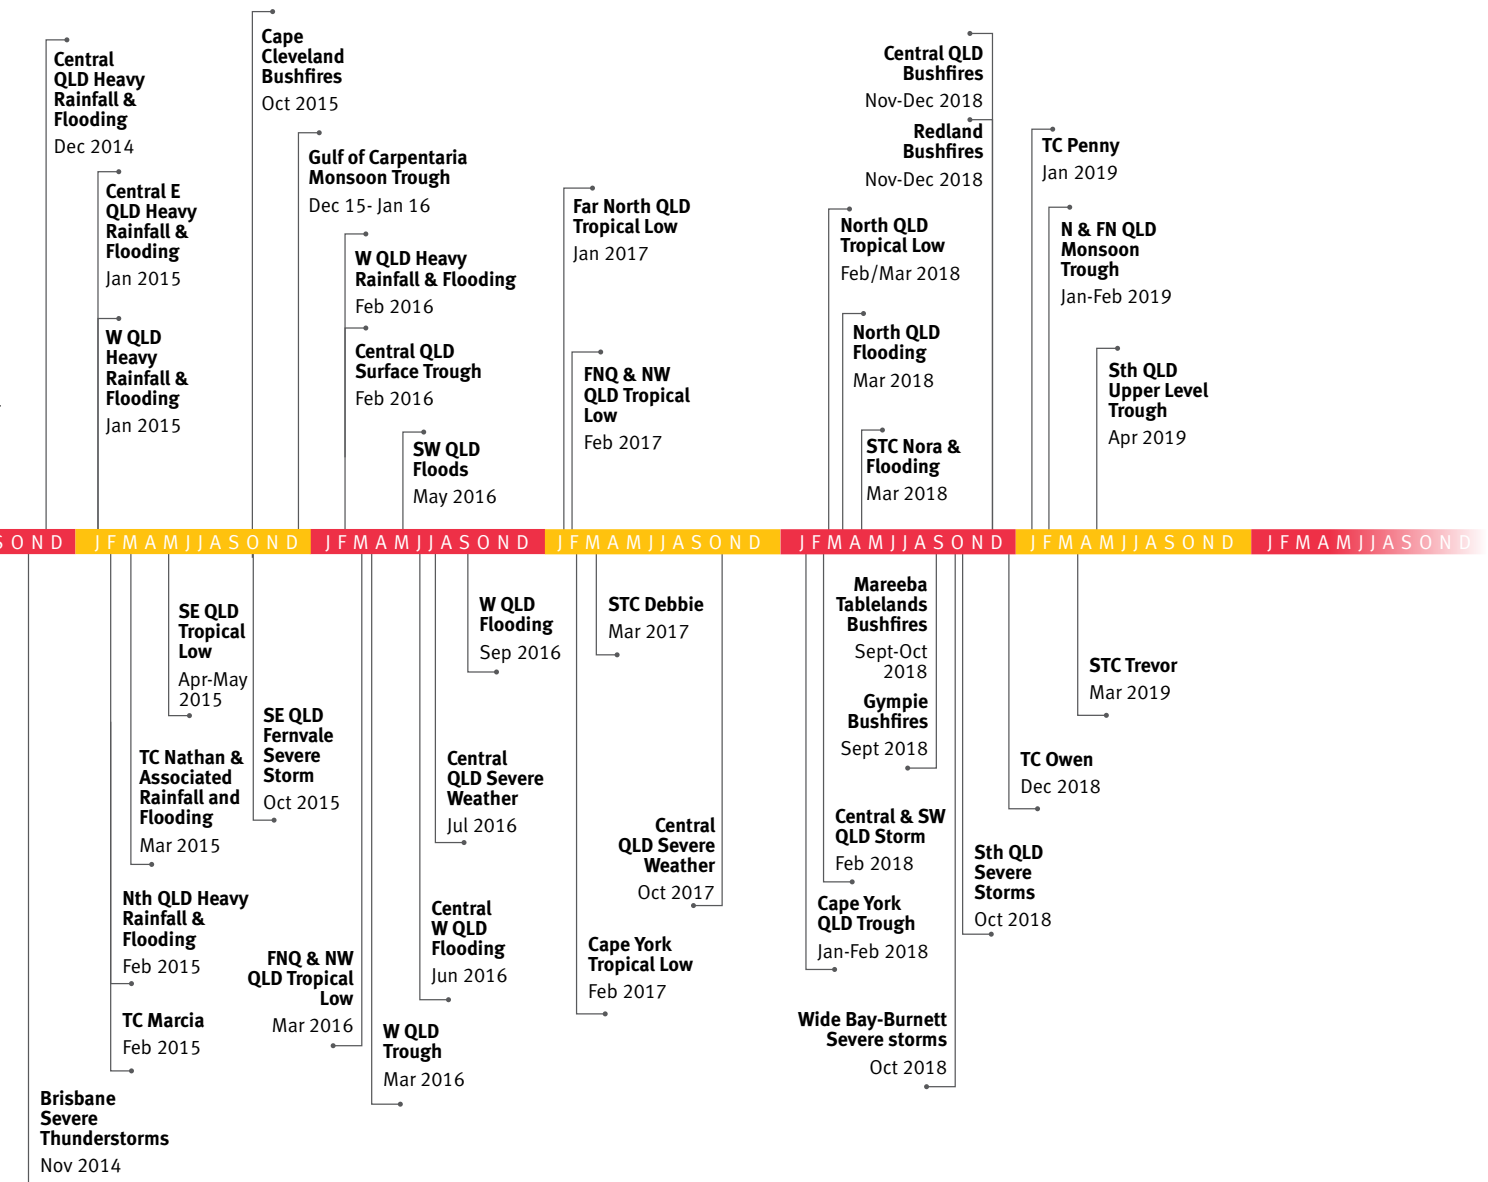 Central
QLD Heavy
Rainfall &
Flooding
Dec 2014
Central E
QLD Heavy
Rainfall &
Flooding
Jan 2015
W QLD
Heavy
Rainfall &
Flooding
Jan 2015
Cape
Cleveland
Bushfires
Oct 2015
Gulf of Carpentaria
Monsoon Trough
Dec 15- Jan 16
W QLD Heavy
Rainfall & Flooding
Feb 2016
Central QLD
Surface Trough
Feb 2016
SW QLD
Floods
May 2016
Far North QLD
Tropical Low
Jan 2017
FNQ & NW
QLD Tropical
Low
Feb 2017
Central QLD
Bushfires
Nov-Dec 2018
Redland
Bushfires
Nov-Dec 2018
North QLD
Tropical Low
Feb/Mar 2018
North QLD
Flooding
Mar 2018
STC Nora &
Flooding
Mar 2018
TC Penny
Jan 2019
N & FN QLD
Monsoon
Trough
Jan-Feb 2019
Sth QLD
Upper Level
Trough
Apr 2019
S O N D J F M A M J J A S O N D J F M A M J J A S O N D J F M A M J J A S O N D J F M A M J J A S O N D J F M A M J J A S O N D J F M A M J J A S O N D
SE QLD
Tropical
Low
Apr-May
2015
TC Nathan &
Associated
Rainfall and
Flooding
Mar 2015
Nth QLD Heavy
Rainfall &
Flooding
Feb 2015
TC Marcia
Feb 2015
Brisbane
Severe
Thunderstorms
Nov 2014
SE QLD
Fernvale
Severe
Storm
Oct 2015
FNQ & NW
QLD Tropical
Low
Mar 2016
W QLD
Trough
Mar 2016
W QLD
Flooding
Sep 2016
Central
QLD Severe
Weather
Jul 2016
Central
W QLD
Flooding
Jun 2016
STC Debbie
Mar 2017
Central
QLD Severe
Weather
Oct 2017
Cape York
Tropical Low
Feb 2017
Mareeba
Tablelands
Bushfires
Sept-Oct
2018
Gympie
Bushfires
Sept 2018
Central & SW
QLD Storm
Feb 2018
Cape York
QLD Trough
Jan-Feb 2018
Wide Bay-Burnett
Severe storms
Oct 2018
Sth QLD
Severe
Storms
Oct 2018
TC Owen
Dec 2018
STC Trevor
Mar 2019